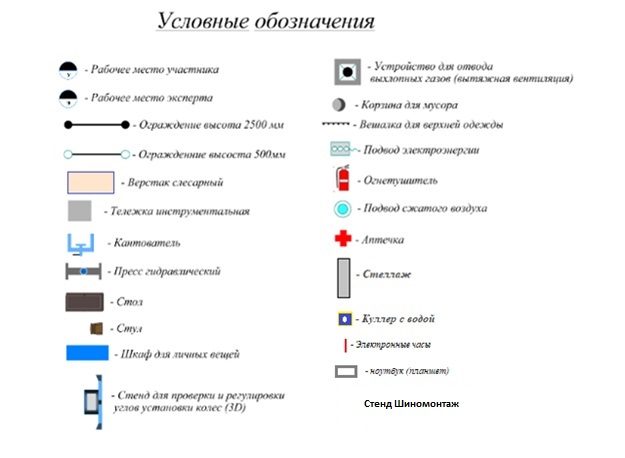 Условные обозначения
- Рабочее место участника
- Рабочее место эксперта
- Ограждение высота 2500 мм
- Огражденние высоста 500мм
- Верстак слесарный
- Тележка инструментальная
- Кантователь
- Пресс гидравлический
- Стол
- Стул
- Шкаф для личных вещей
- Стенд для проверки и регулировки
углов установки колес (3D)
- Устройство для отвода
выхлопных газов (вытяжная вентиляция)
- Корзина для мусора
- Вешалка для верхней одежды
- Подвод электроэнергии
- Огнетушитель
- Подвод сжатого воздуха
- Аптечка
- Стеллаж
- Куллер с водой
- Электронные часы
- ноутвук (планшет)
Стенд Шиномонтаж